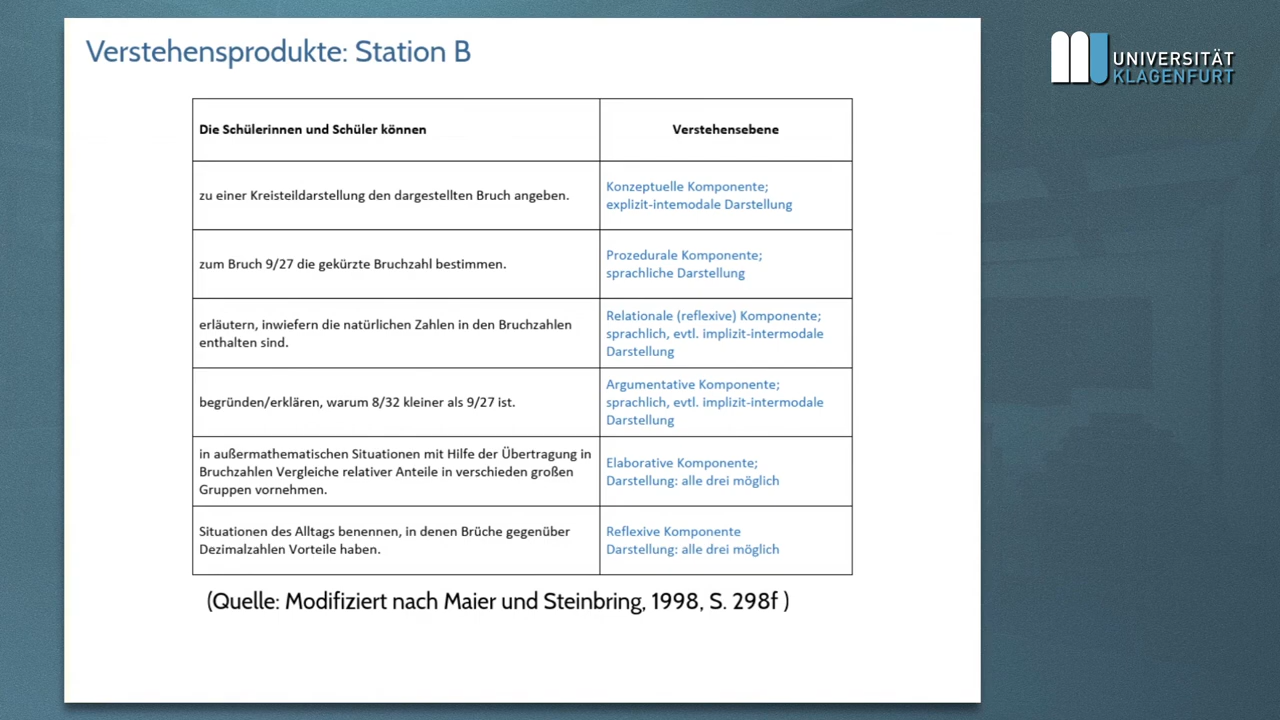 Verstehensprodukte: Station B
UNIVERSITÄT
KLAGENFURT
Die Schülerinnen und Schüler können
Verstehensebene
zu einer Kreisteildarstellung den dargestellten Bruch angeben.
Konzeptuelle Komponente;
explizit-intemodale Darstellung
zum Bruch 9/27 die gekürzte Bruchzahl bestimmen.
Prozedurale Komponente;
sprachliche Darstellung
erläutern, inwiefern die natürlichen Zahlen in den Bruchzahlen
enthalten sind.
Relationale (reflexive) Komponente;
sprachlich, evtl. implizit-intermodale
Darstellung
begründen/erklären, warum 8/32 kleiner als 9/27 ist.
Argumentative Komponente;
sprachlich, evtl. implizit-intermodale
Darstellung
in außermathematischen Situationen mit Hilfe der Übertragung in
Bruchzahlen Vergleiche relativer Anteile in verschieden großen
Gruppen vornehmen.
Elaborative Komponente;
Darstellung: alle drei möglich
Situationen des Alltags benennen, in denen Brüche gegenüber
Dezimalzahlen Vorteile haben.
Reflexive Komponente
Darstellung: alle drei möglich
(Quelle: Modifiziert nach Maier und Steinbring, 1998, S. 298f )